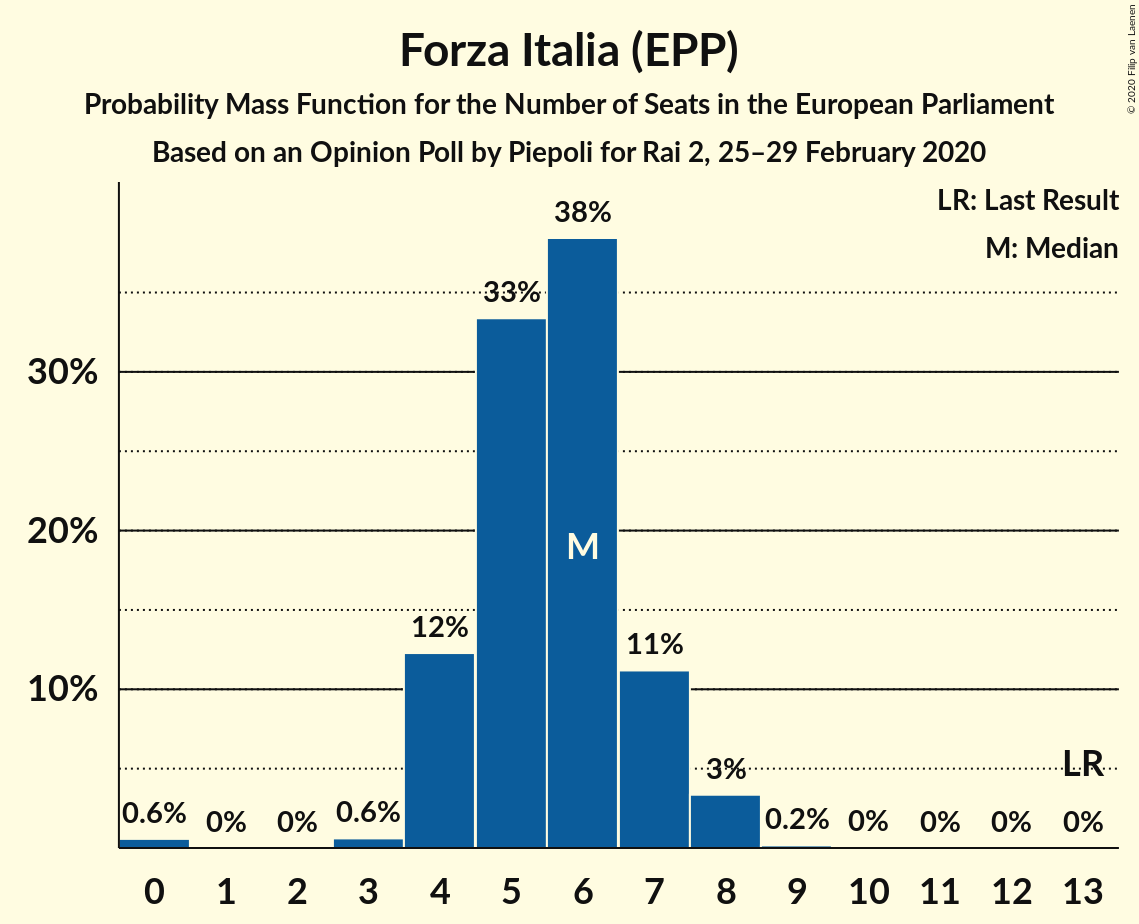 Forza Italia (EPP)
Probability Mass Function for the Number of Seats in the European Parliament
Based on an Opinion Poll by Piepoli for Rai 2, 25–29 February 2020
© 2020 Filip van Laenen
LR: Last Result
M: Median
38%
33%
30%
20%
M
12%
11%
10%
LR
3%
0.6% 0% 0% 0.6% 0.2% 0% 0% 0% 0%
0 1 2 3 4 5 6 7 8 9 10 11 12 13